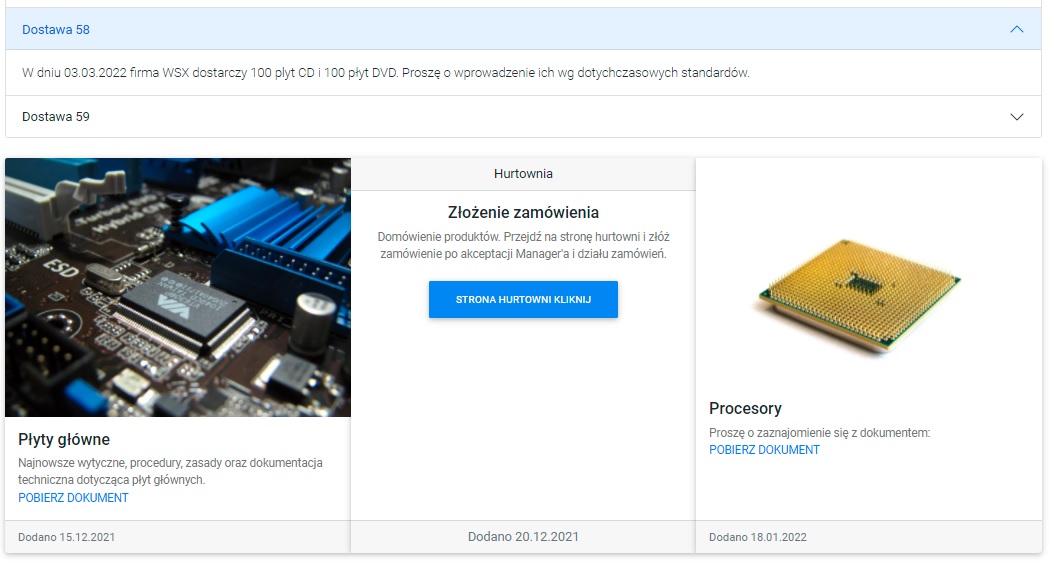 Dostawa 58
W dniu 03.03.2022 firma WSX dostarczy 100 plyt CD i 100 płyt DVD. Proszę o wprowadzenie ich wg dotychczasowych standardów.
Dostawa 59
ESD
VIA
Płyty główne
Najnowsze wytyczne, procedury, zasady oraz dokumentacja
techniczna dotycząca płyt głównych.
POBIERZ DOKUMENT
Dodano 15.12.2021
Hurtownia
Złożenie zamówienia
Domówienie produktów. Przejdź na stronę hurtowni i złóż
zamówienie po akceptacji Manager'a i działu zamówień.
STRONA HURTOWNI KLIKNIJ
Dodano 20.12.2021
Procesory
Proszę o zaznajomienie się z dokumentem:
POBIERZ DOKUMENT
Dodano 18.01.2022